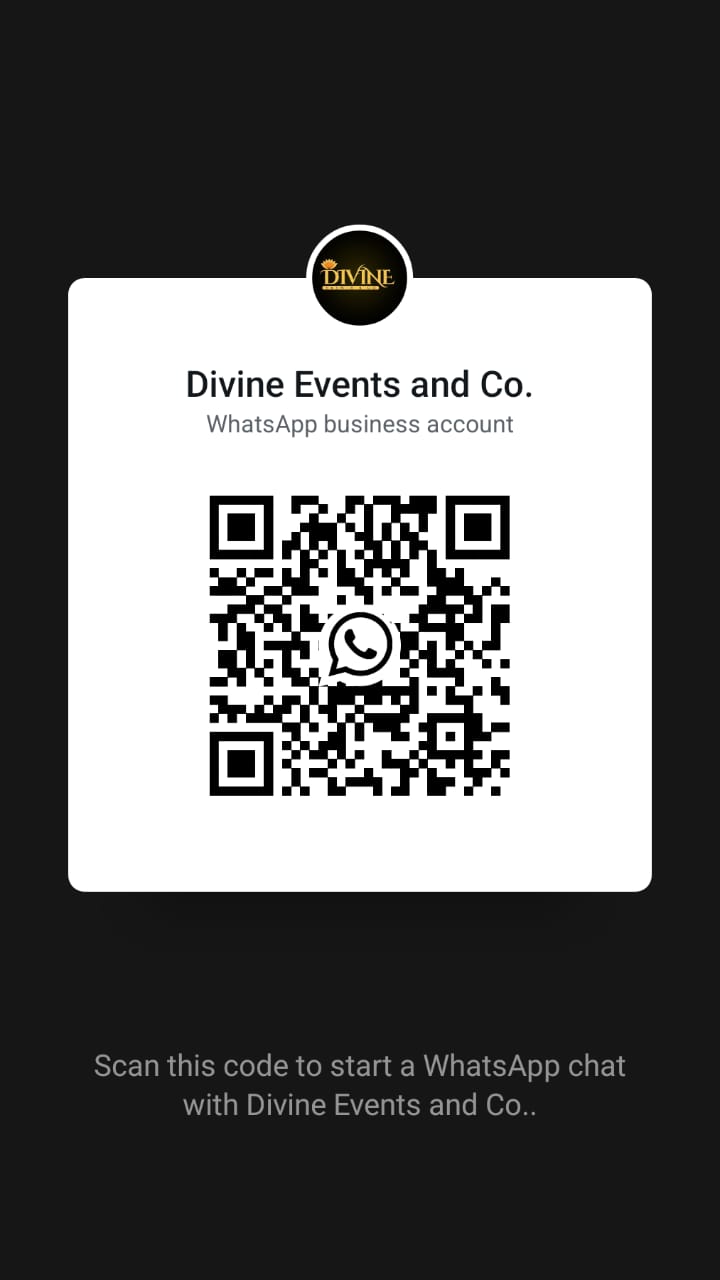 DIVINE
Divine Events and Co.
WhatsApp business account
Scan this code to start a WhatsApp chat
with Divine Events and Co..